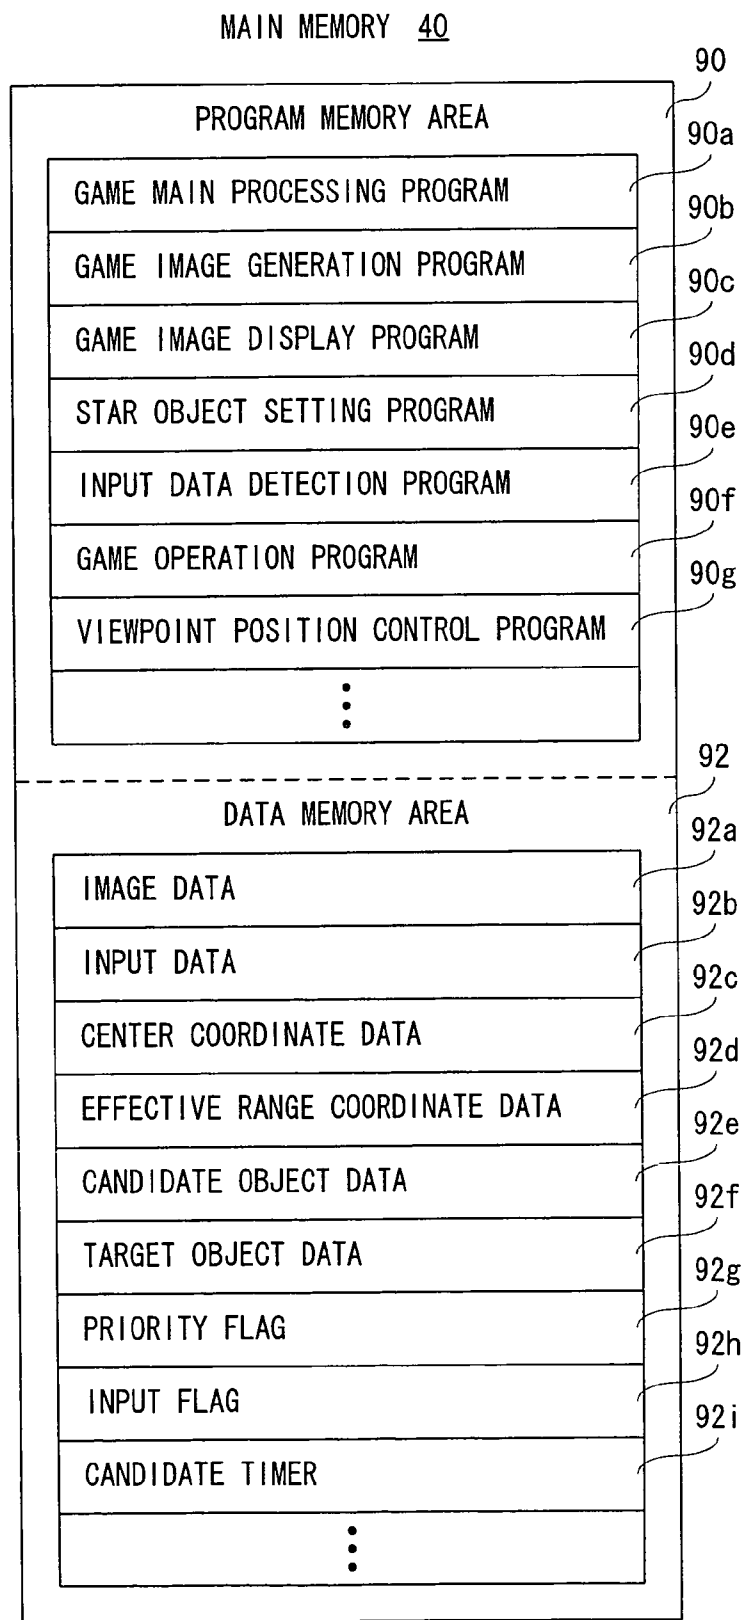 MAIN MEMORY 40
90
PROGRAM MEMORY AREA
90a
GAME MAIN PROCESSING PROGRAM
90b
GAME IMAGE GENERATION PROGRAM
90c
GAME IMAGE DISPLAY PROGRAM
90d
STAR OBJECT SETTING PROGRAM
90e
INPUT DATA DETECTION PROGRAM
90f
GAME OPERATION PROGRAM
90g
VIEWPOINT POSITION CONTROL PROGRAM
92
DATA MEMORY AREA
92a
IMAGE DATA
92b
INPUT DATA
92c
CENTER COORDINATE DATA
92d
EFFECTIVE RANGE COORDINATE DATA
92e
CANDIDATE OBJECT DATA
92f
TARGET OBJECT DATA
92g
PRIORITY FLAG
92h
INPUT FLAG
92i
CANDIDATE TIMER